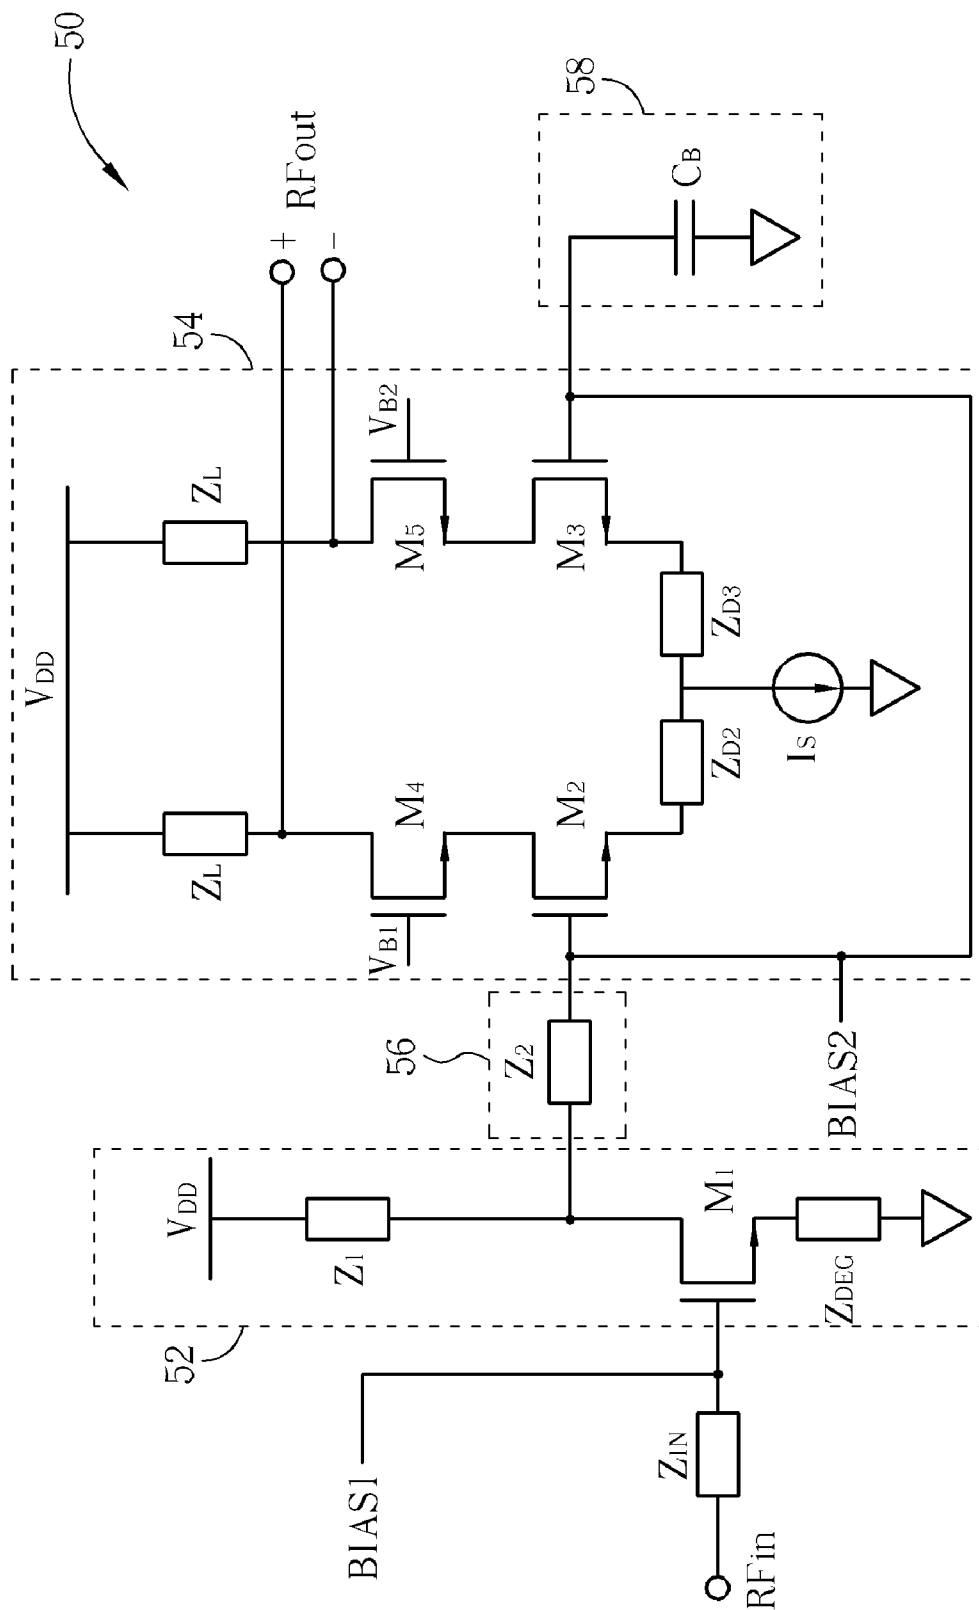 50
54
58
52
56
VDD
ZL
ZL
RFout
+
-
VB1
M4
M5
VB2
M2
M3
ZD2
ZD3
IS
CB
VDD
Z1
Z2
M1
ZDEG
BIAS1
BIAS2
ZIN
RFin